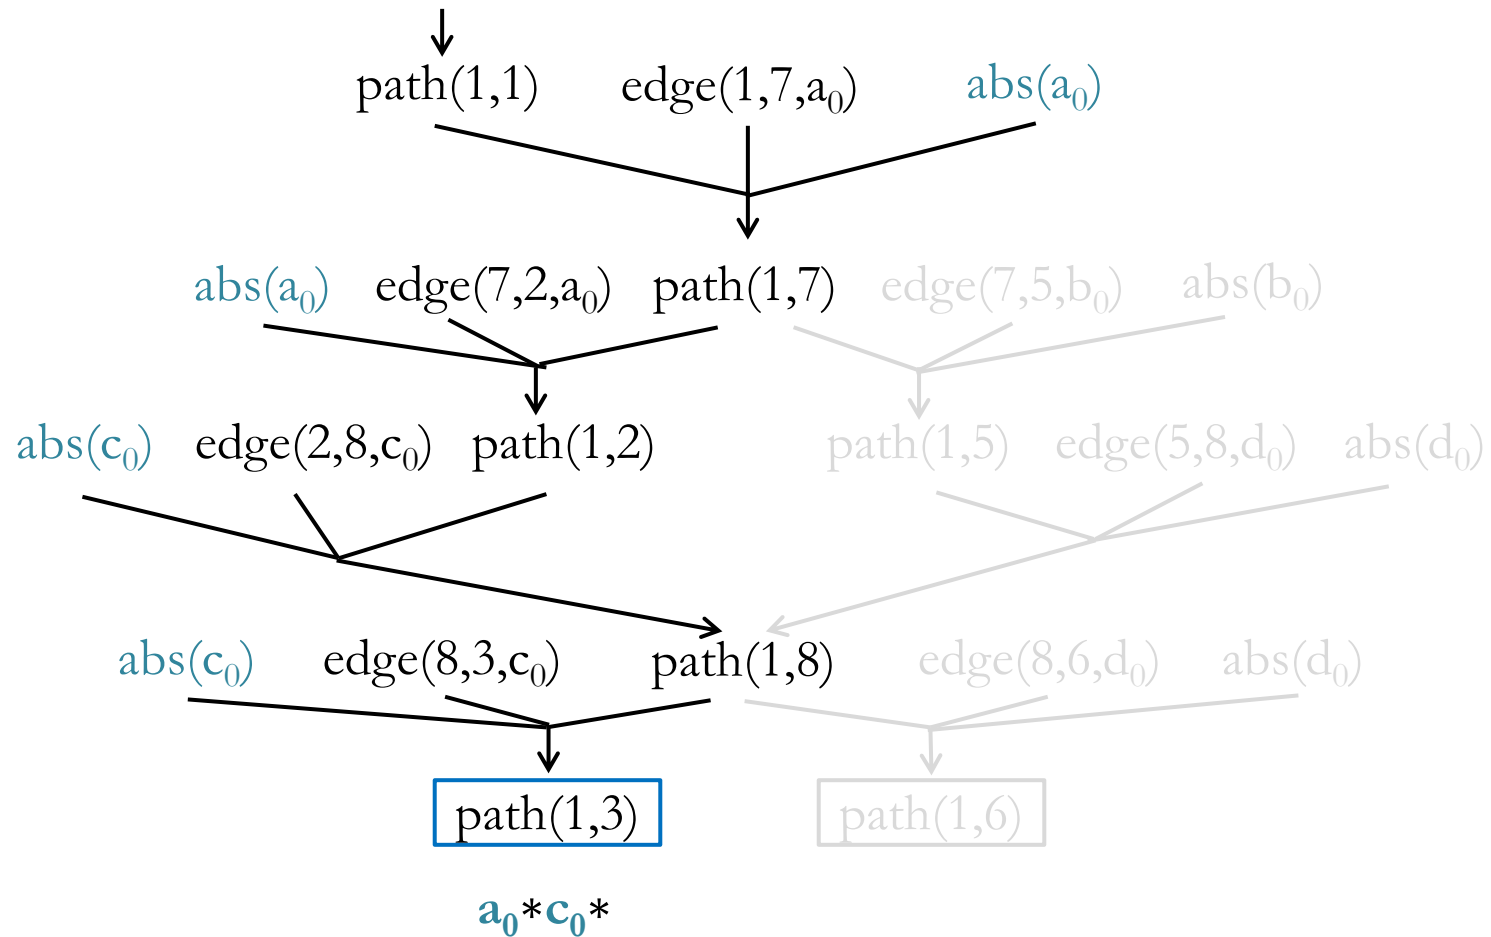 path(1,1) edge(1,7,a₀) abs(a₀)
abs(a₀) edge(7,2,a₀) path(1,7) edge(7,5,b₀) abs(b₀)
abs(c₀) edge(2,8,c₀) path(1,2) path(1,5) edge(5,8,d₀) abs(d₀)
abs(c₀) edge(8,3,c₀) path(1,8) edge(8,6,d₀) abs(d₀)
path(1,3) path(1,6)
a₀*c₀*